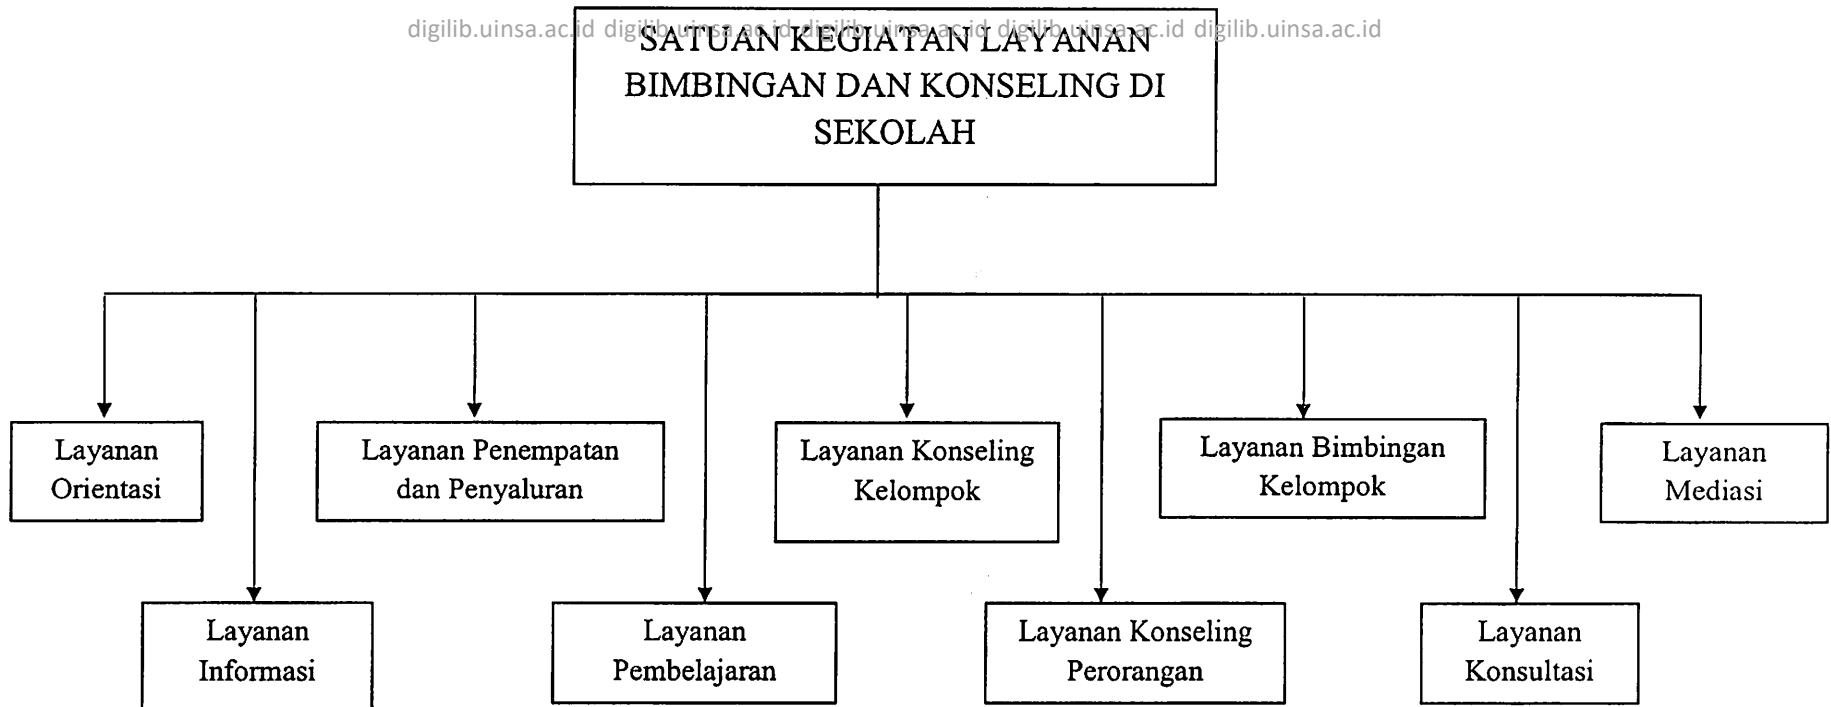 digilib.uinsa.ac.id digilib.uinsa.ac.id digilib.uinsa.ac.id digilib.uinsa.ac.id digilib.uinsa.ac.id
SATUAN KEGIATAN LAYANAN
BIMBINGAN DAN KONSELING DI
SEKOLAH
Layanan
Orientasi
Layanan Penempatan
dan Penyaluran
Layanan Konseling
Kelompok
Layanan Bimbingan
Kelompok
Layanan
Mediasi
Layanan
Informasi
Layanan
Pembelajaran
Layanan Konseling
Perorangan
Layanan
Konsultasi